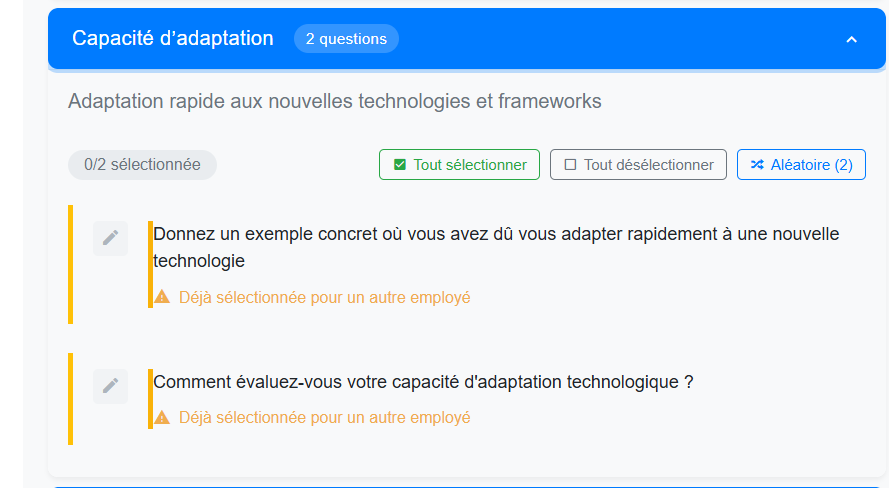 Capacité d’adaptation 2 questions
Adaptation rapide aux nouvelles technologies et frameworks
0/2 sélectionnée Tout sélectionner Tout désélectionner Aléatoire (2)
Donnez un exemple concret où vous avez dû vous adapter rapidement à une nouvelle
technologie
Déjà sélectionnée pour un autre employé
Comment évaluez-vous votre capacité d'adaptation technologique ?
Déjà sélectionnée pour un autre employé